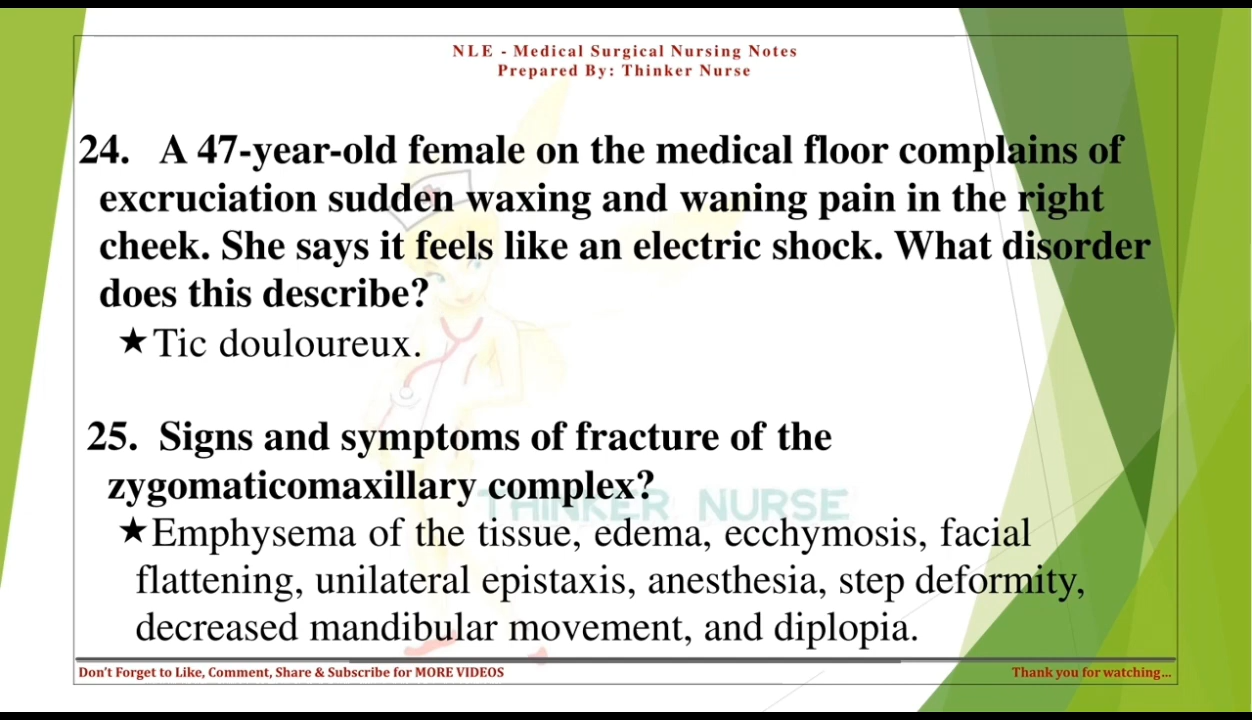 NLE - Medical Surgical Nursing Notes
Prepared By: Thinker Nurse
24. A 47-year-old female on the medical floor complains of
excruciation sudden waxing and waning pain in the right
cheek. She says it feels like an electric shock. What disorder
does this describe?
★Tic douloureux.
25. Signs and symptoms of fracture of the
zygomaticomaxillary complex?
THINKER NURSE
★Emphysema of the tissue, edema, ecchymosis, facial
flattening, unilateral epistaxis, anesthesia, step deformity,
decreased mandibular movement, and diplopia.
Don't Forget to Like, Comment, Share & Subscribe for MORE VIDEOS
Thank you for watching...